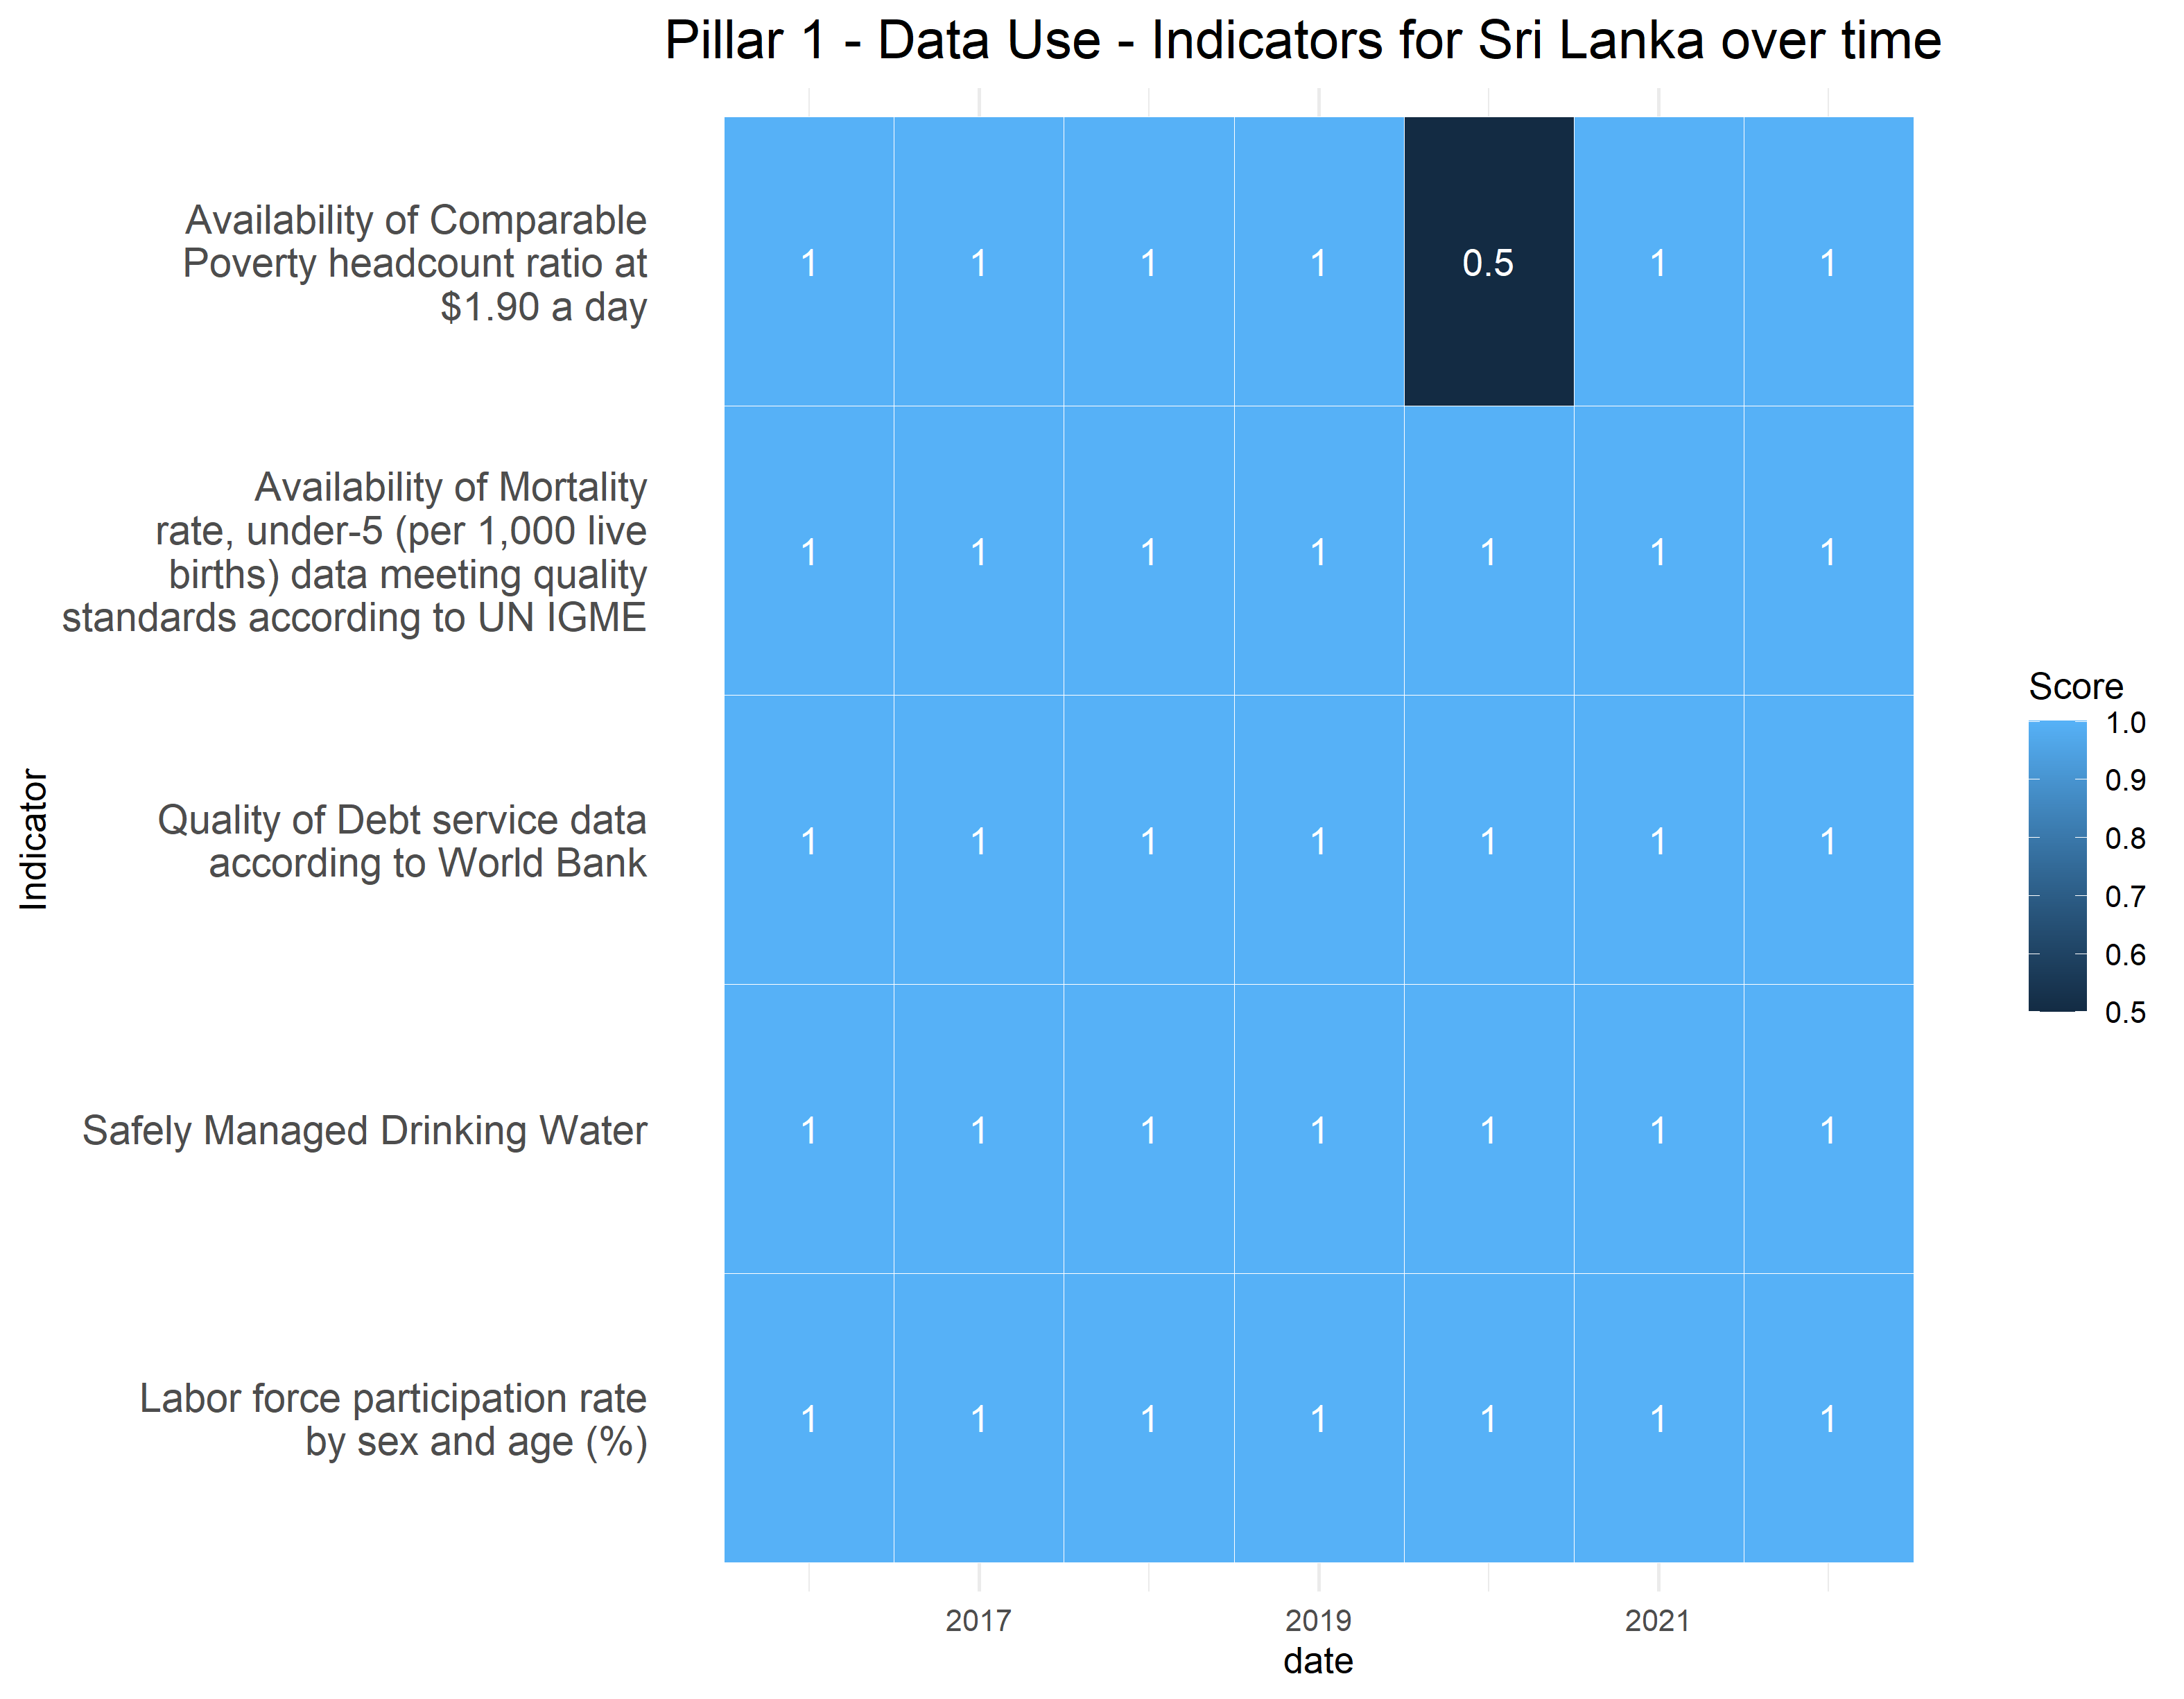 Pillar 1 - Data Use - Indicators for Sri Lanka over time
Indicator
Availability of Comparable
Poverty headcount ratio at
$1.90 a day
1 1 1 1 0.5 1 1
Availability of Mortality
rate, under-5 (per 1,000 live
births) data meeting quality
standards according to UN IGME
1 1 1 1 1 1 1
Quality of Debt service data
according to World Bank
1 1 1 1 1 1 1
Safely Managed Drinking Water
1 1 1 1 1 1 1
Labor force participation rate
by sex and age (%)
1 1 1 1 1 1 1
2017 2019 2021
date
Score
1.0
0.9
0.8
0.7
0.6
0.5